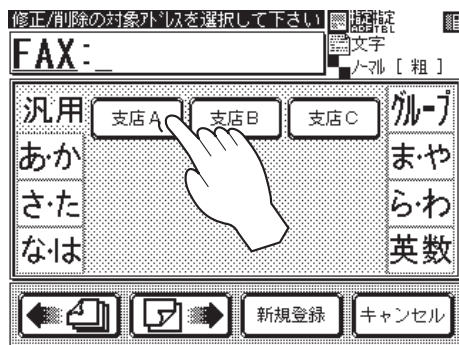 修正/削除の対象アドレスを選択して下さい
FAX:_
文字
ノーマル [ 粗 ]
汎用 支店A 支店B 支店C グループ
あ・か ま・や
さ・た ら・わ
な・は 英数
新規登録 キャンセル